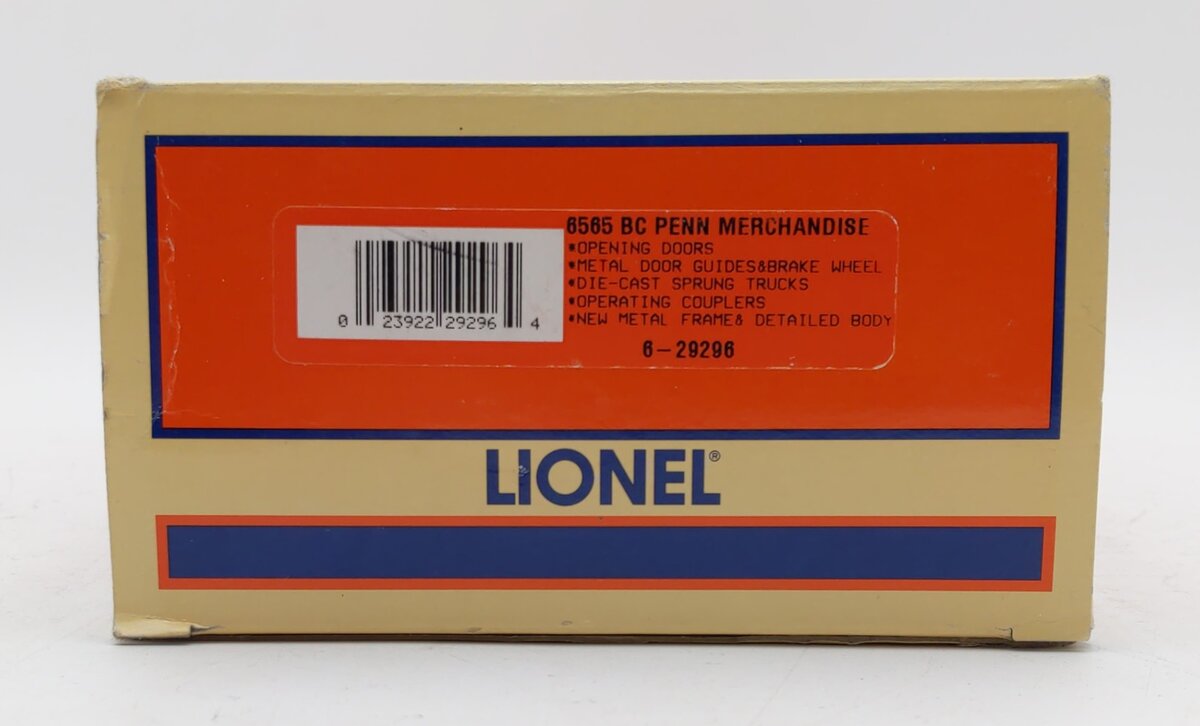 6565 BC PENN MERCHANDISE
*OPENING DOORS
*METAL DOOR GUIDES&BRAKE WHEEL
*DIE-CAST SPRUNG TRUCKS
*OPERATING COUPLERS
*NEW METAL FRAME& DETAILED BODY
6-29296
0 23922 29296 4
LIONEL®